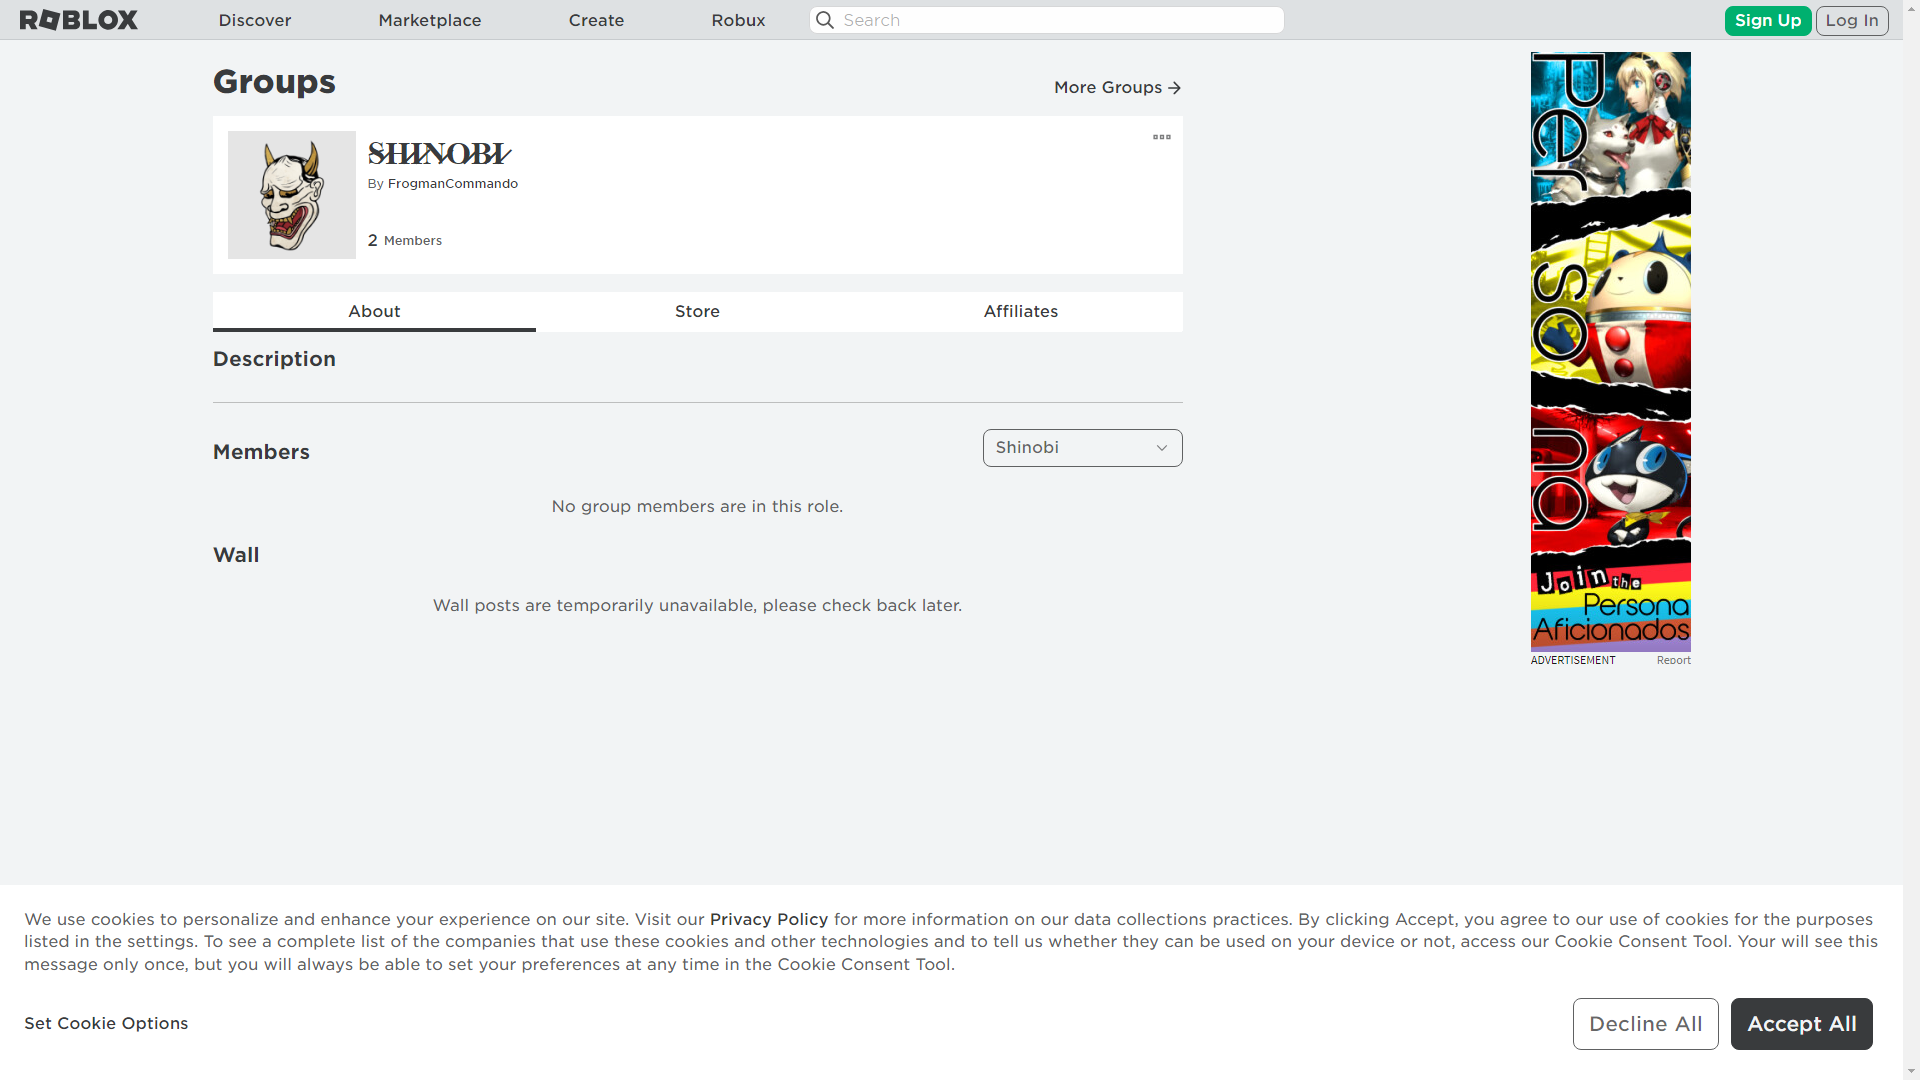 ROBLOX
Discover
Marketplace
Create
Robux
Search
Sign Up
Log In
Groups
More Groups
SHINOBI
By FrogmanCommando
2 Members
About
Store
Affiliates
Description
Members
Shinobi
No group members are in this role.
Wall
Wall posts are temporarily unavailable, please check back later.
Per
so
na
Join the
Persona
Aficionados
ADVERTISEMENT
Report
We use cookies to personalize and enhance your experience on our site. Visit our Privacy Policy for more information on our data collections practices. By clicking Accept, you agree to our use of cookies for the purposes
listed in the settings. To see a complete list of the companies that use these cookies and other technologies and to tell us whether they can be used on your device or not, access our Cookie Consent Tool. Your will see this
message only once, but you will always be able to set your preferences at any time in the Cookie Consent Tool.
Set Cookie Options
Decline All
Accept All